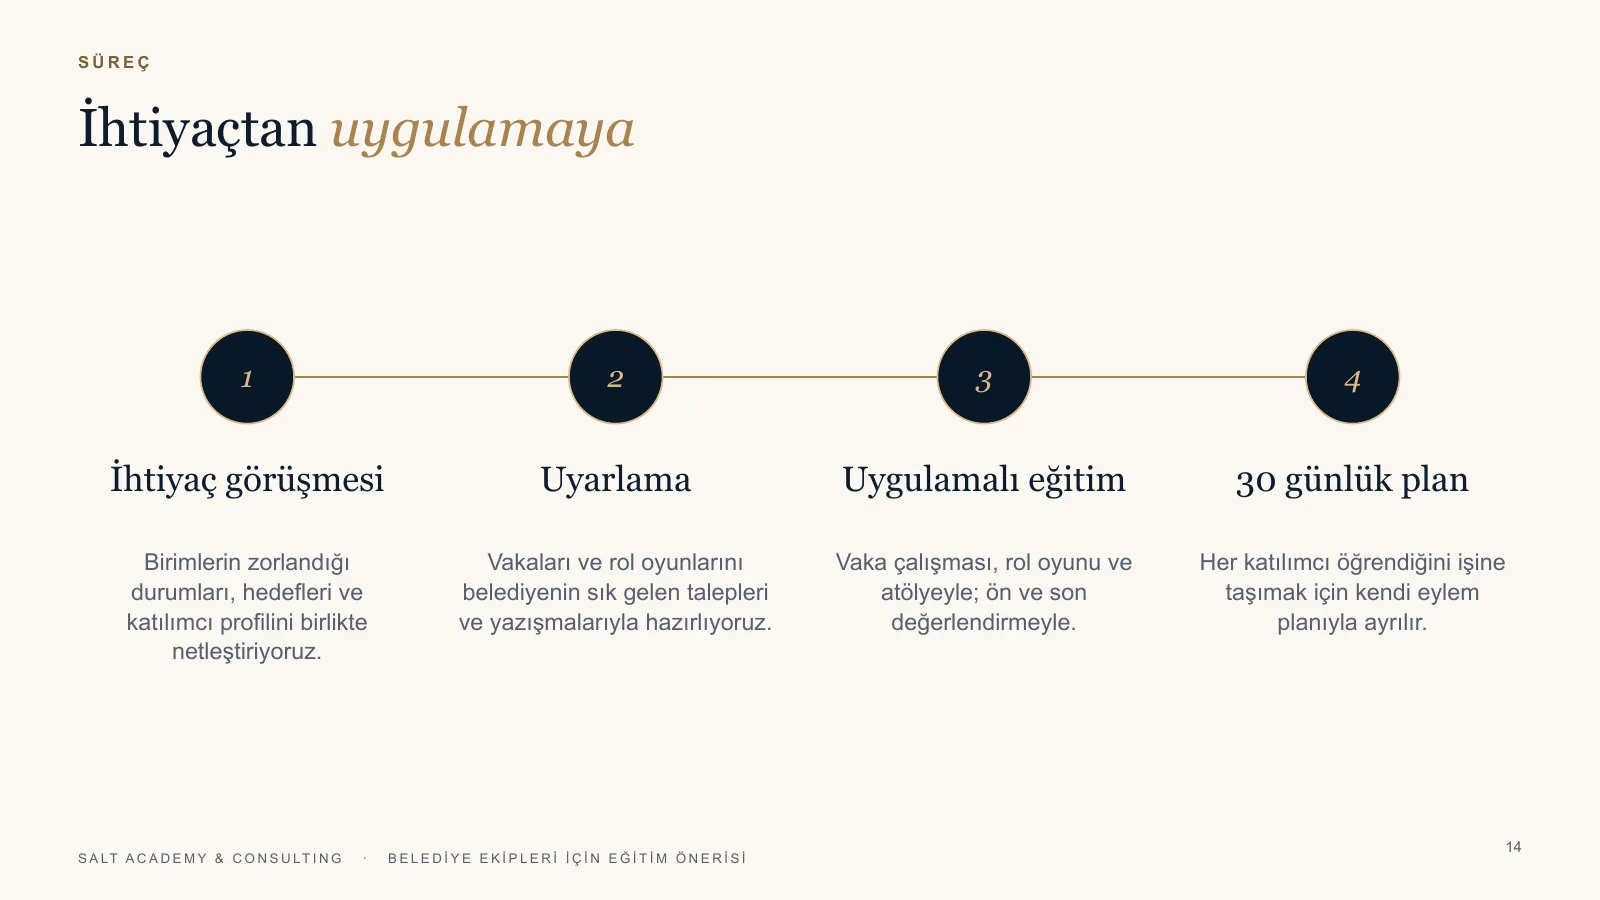 SÜREÇ
İhtiyaçtan uygulamaya
1
2
3
4
İhtiyaç görüşmesi
Birimlerin zorlandığı
durumları, hedefleri ve
katılımcı profilini birlikte
netleştiriyoruz.
Uyarlama
Vakaları ve rol oyunlarını
belediyenin sık gelen talepleri
ve yazışmalarıyla hazırlıyoruz.
Uygulamalı eğitim
Vaka çalışması, rol oyunu ve
atölyeyle; ön ve son
değerlendirmeyle.
30 günlük plan
Her katılımcı öğrendiğini işine
taşımak için kendi eylem
planıyla ayrılır.
SALT ACADEMY & CONSULTING · BELEDİYE EKİPLERİ İÇİN EĞİTİM ÖNERİSİ
14